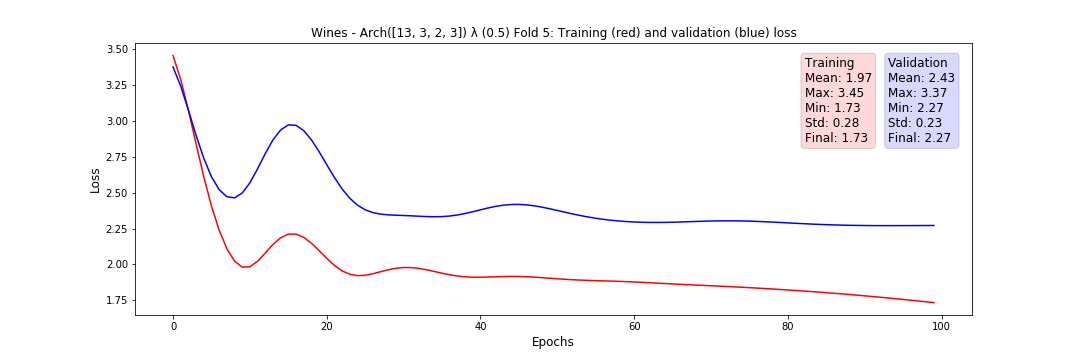 Wines - Arch([13, 3, 2, 3]) λ (0.5) Fold 5: Training (red) and validation (blue) loss
3.50
3.25
3.00
2.75
2.50
2.25
2.00
1.75
Loss
Training
Mean: 1.97
Max: 3.45
Min: 1.73
Std: 0.28
Final: 1.73
Validation
Mean: 2.43
Max: 3.37
Min: 2.27
Std: 0.23
Final: 2.27
0 20 40 60 80 100
Epochs